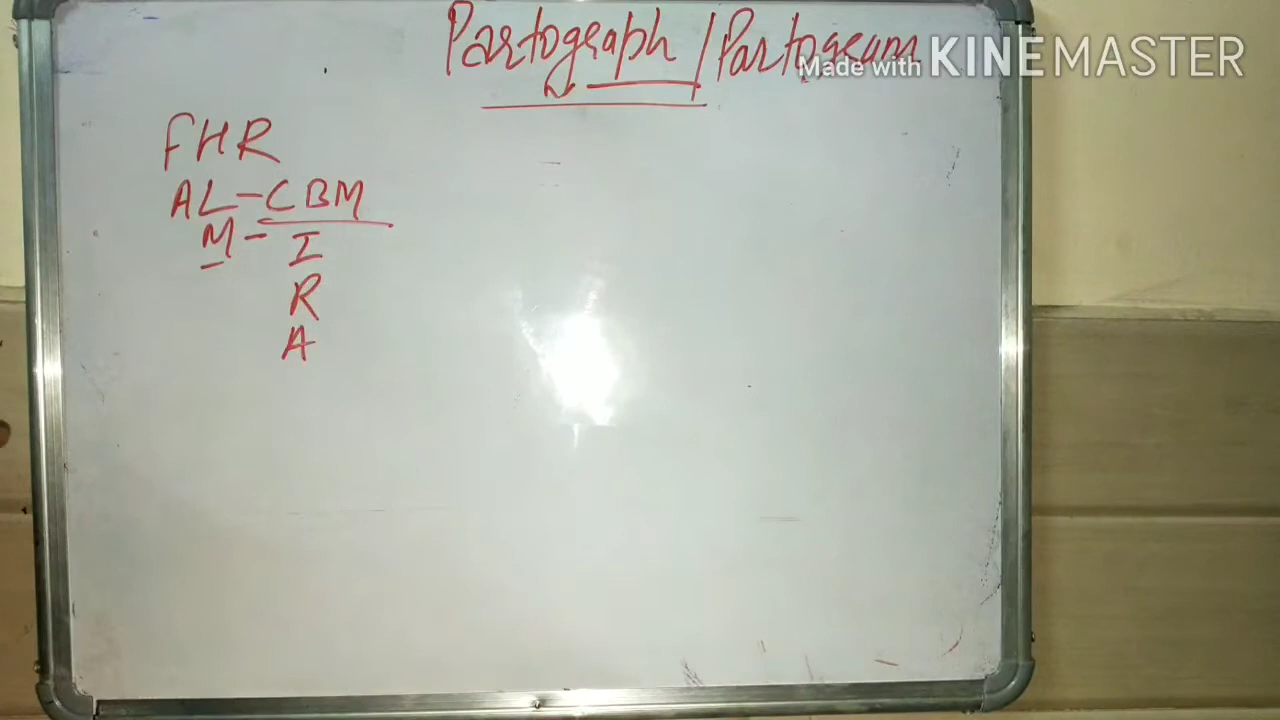 Partograph / Partogram
Made with KINEMASTER
FHR
AL - CBM
M - I
R
A